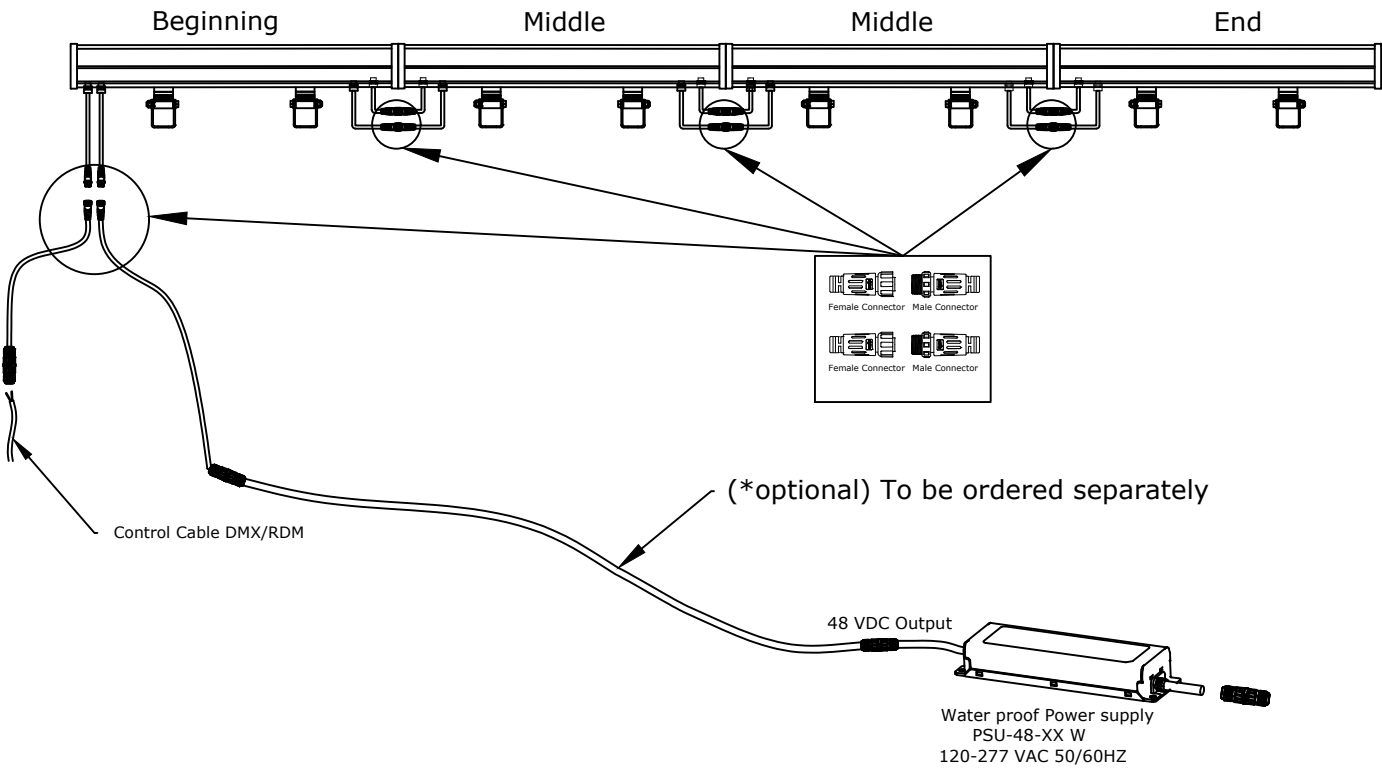 Beginning
Middle
Middle
End
Female Connector
Male Connector
Female Connector
Male Connector
(*optional) To be ordered separately
Control Cable DMX/RDM
48 VDC Output
Water proof Power supply
PSU-48-XX W
120-277 VAC 50/60HZ